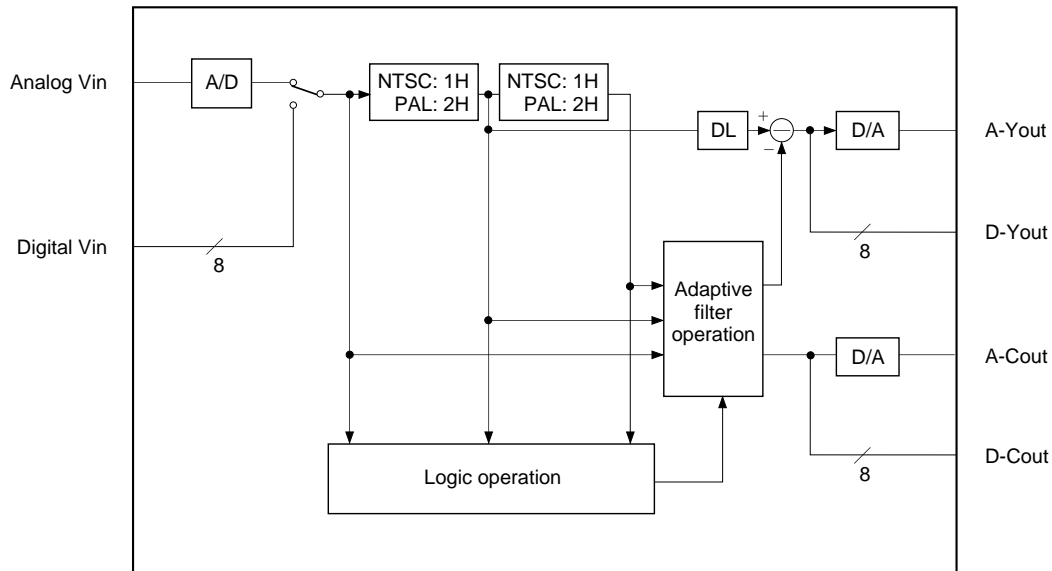 Analog Vin
A/D
NTSC: 1H
PAL: 2H
NTSC: 1H
PAL: 2H
DL
+
−
D/A
A-Yout
Digital Vin
8
8
D-Yout
Adaptive
filter
operation
D/A
A-Cout
Logic operation
8
D-Cout